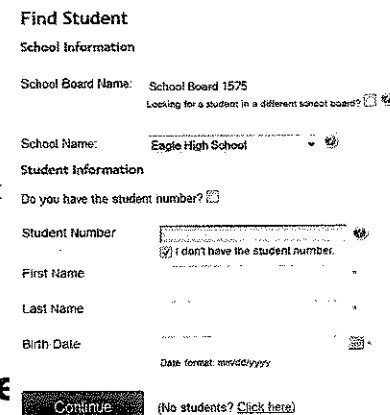 Find Student
School Information
School Board Name: School Board 1575
Looking for a student in a different school board?
School Name: Eagle High School
Student Information
Do you have the student number?
Student Number
I don't have the student number.
First Name
Last Name
Birth Date
Date format: mm/dd/yyyy
Continue (No students? Click here)